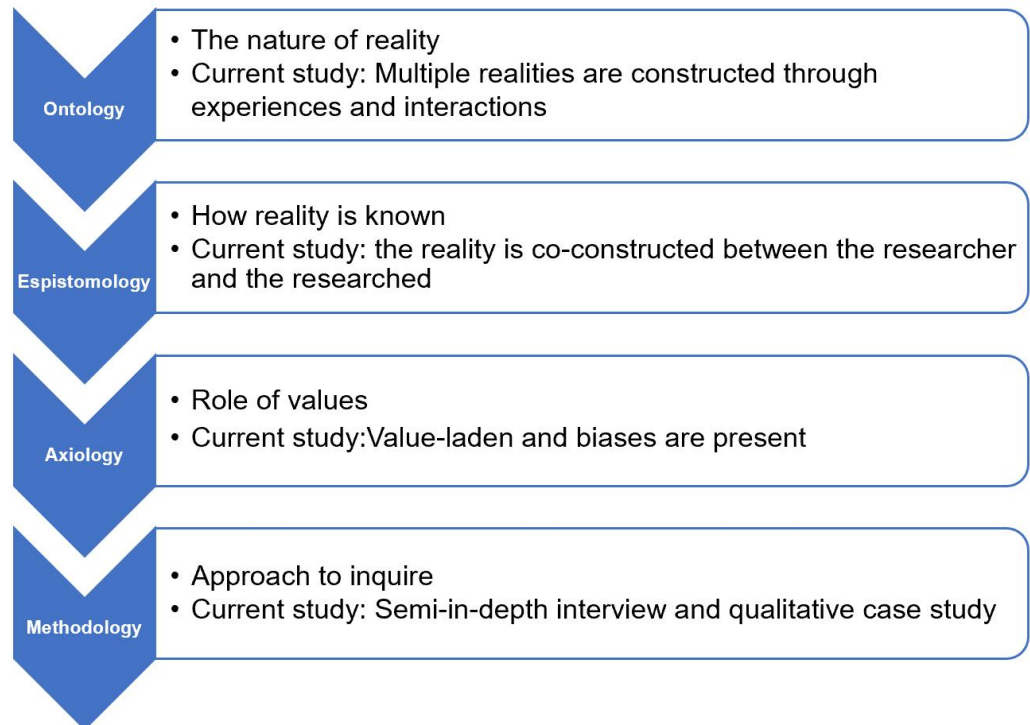 Ontology
• The nature of reality
• Current study: Multiple realities are constructed through
experiences and interactions
Espistomology
• How reality is known
• Current study: the reality is co-constructed between the researcher
and the researched
Axiology
• Role of values
• Current study:Value-laden and biases are present
Methodology
• Approach to inquire
• Current study: Semi-in-depth interview and qualitative case study